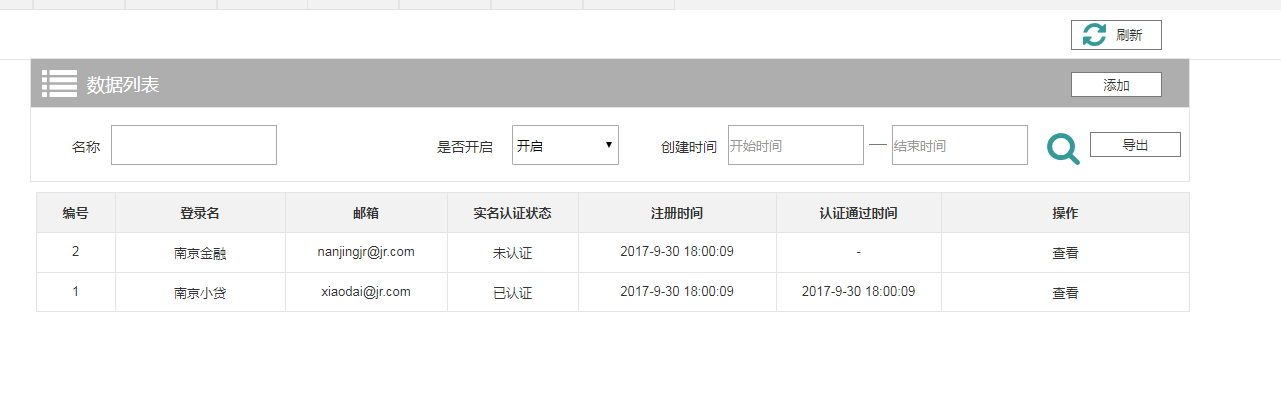 刷新
数据列表 添加
名称 是否开启 开启 创建时间 开始时间 — 结束时间 导出
编号 登录名 邮箱 实名认证状态 注册时间 认证通过时间 操作
2 南京金融 nanjingjr@jr.com 未认证 2017-9-30 18:00:09 - 查看
1 南京小贷 xiaodai@jr.com 已认证 2017-9-30 18:00:09 2017-9-30 18:00:09 查看